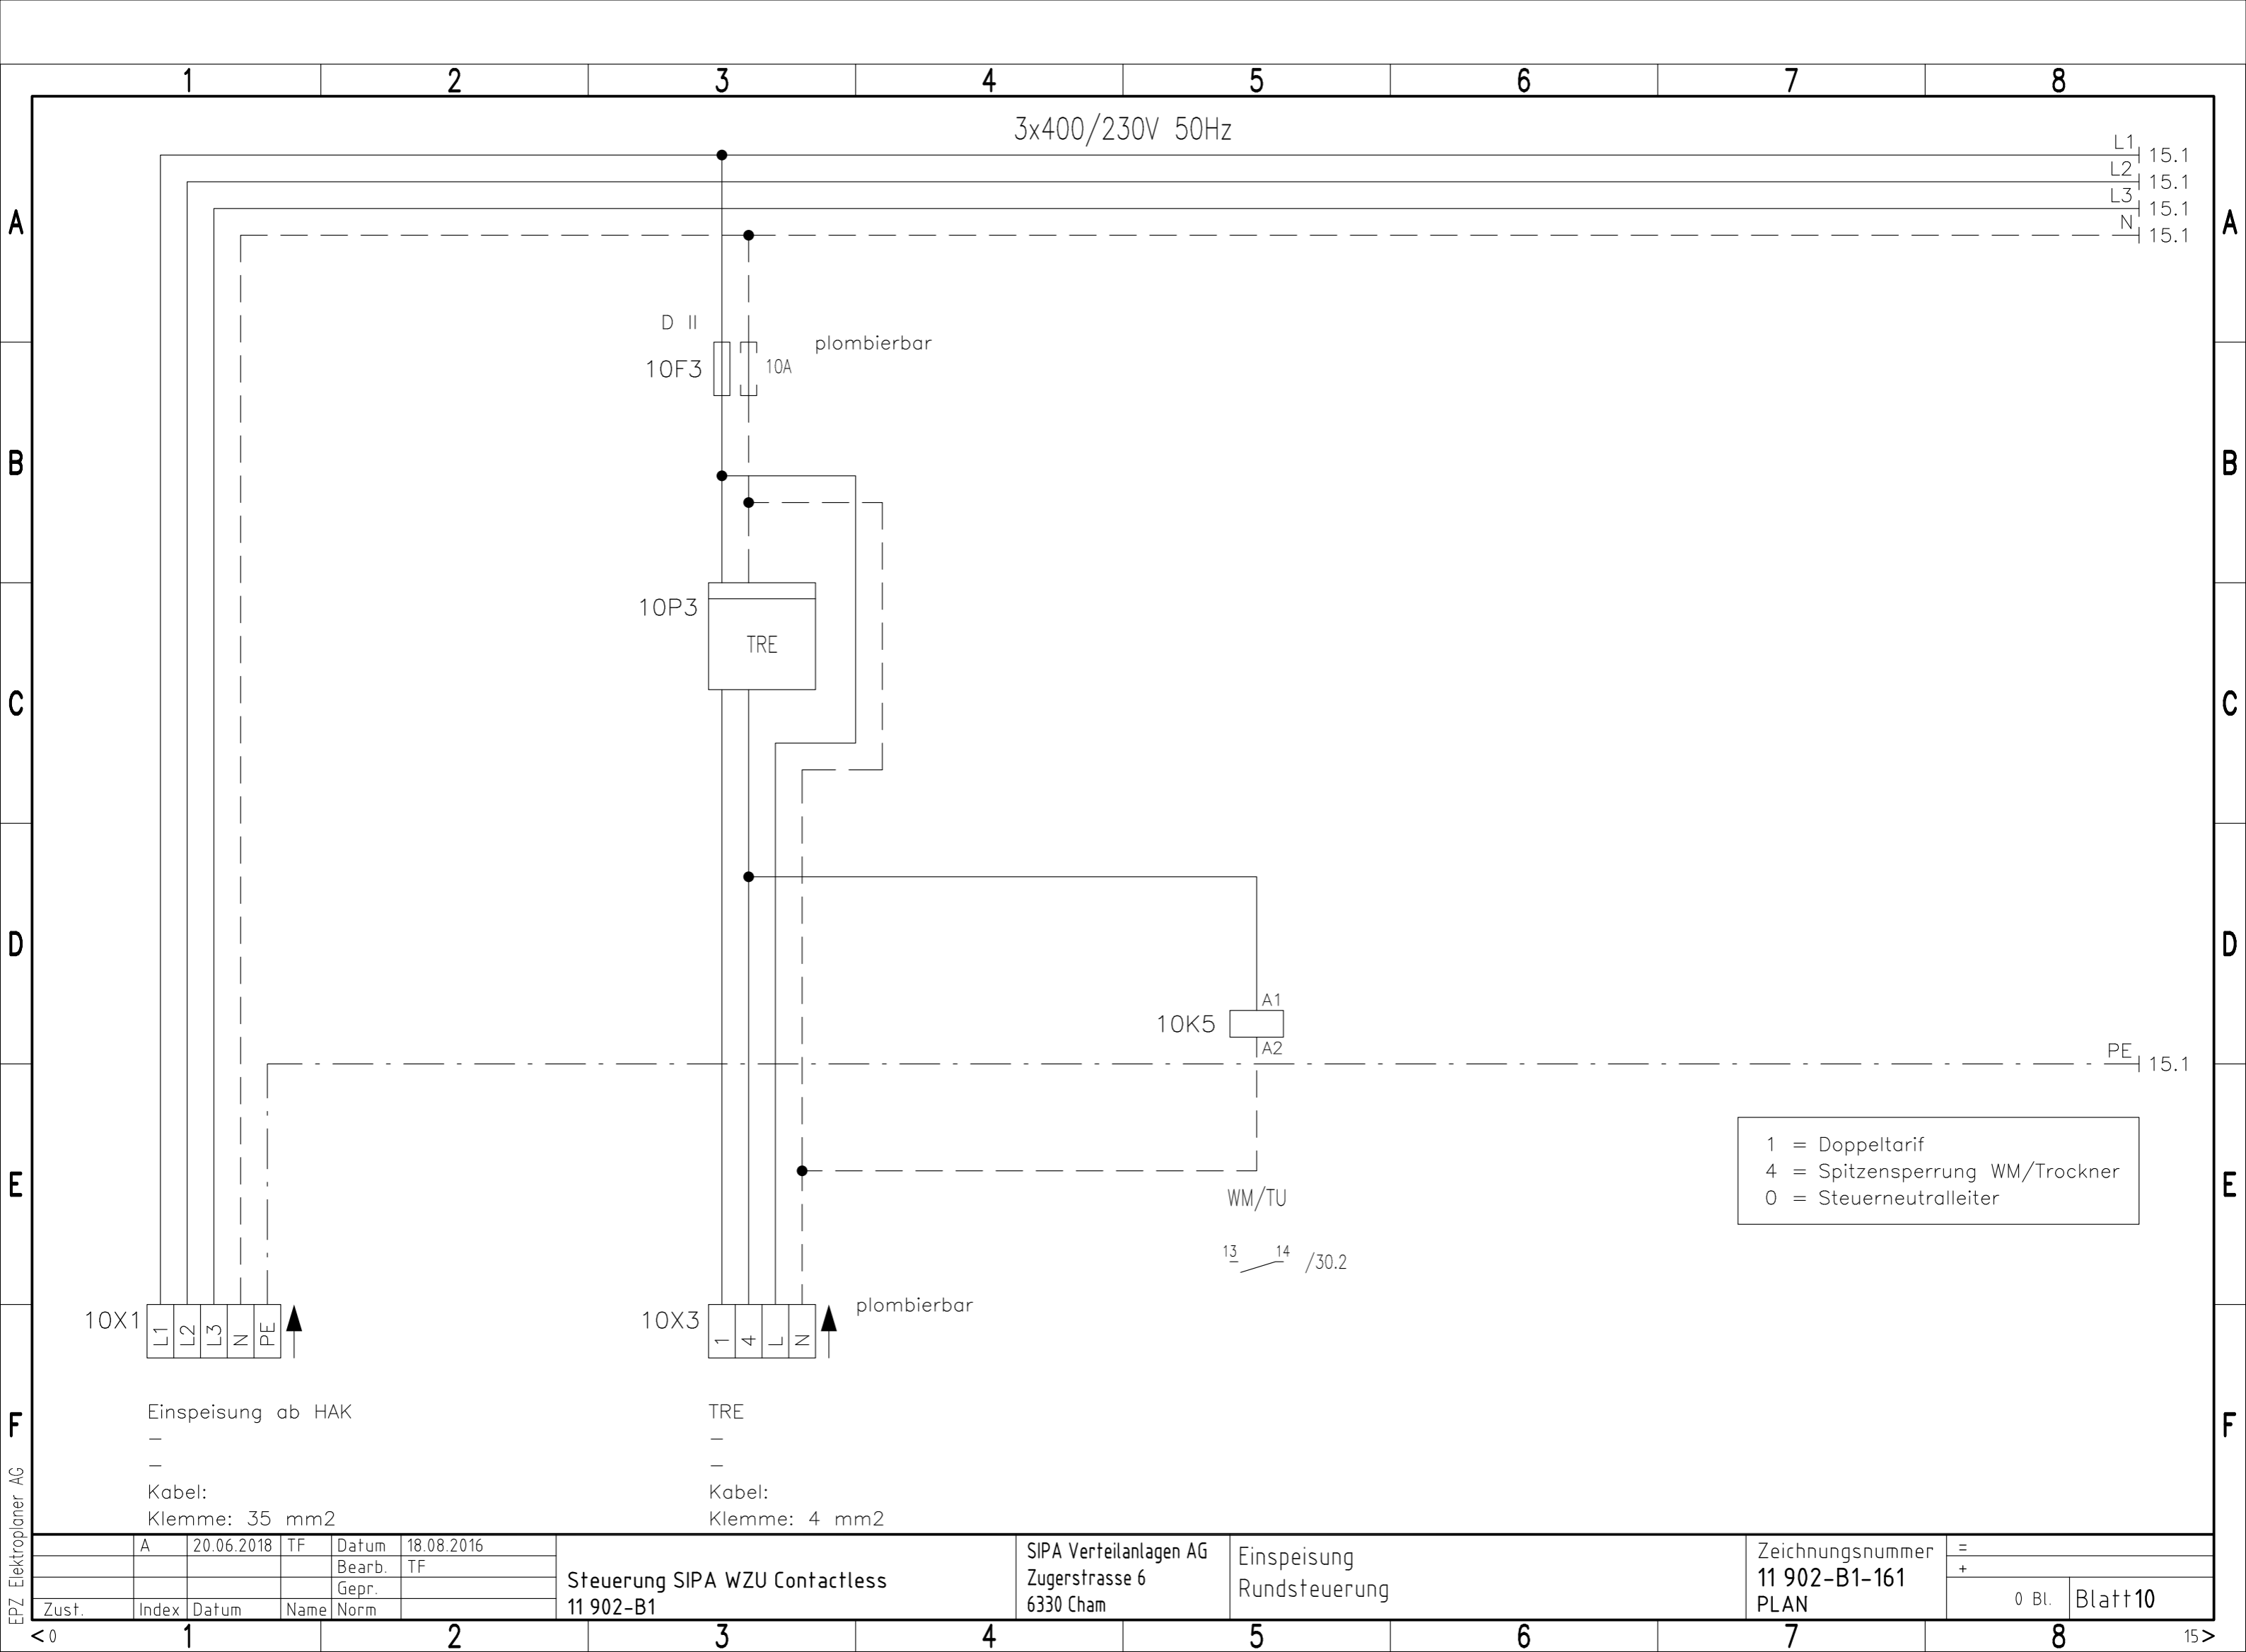 1 2 3 4 5 6 7 8
3x400/230V 50Hz
L1 15.1
L2 15.1
L3 15.1
N 15.1
A A
D II
plombierbar
10F3 10A
B B
10P3
TRE
C C
D D
A1
10K5
A2
PE 15.1
1 = Doppeltarif
4 = Spitzensperrung WM/Trockner
0 = Steuerneutralleiter
E E
WM/TU
13 14 /30.2
10X1 L1 L2 L3 N PE
10X3 1 4 L N
plombierbar
Einspeisung ab HAK
–
–
Kabel:
Klemme: 35 mm2
TRE
–
–
Kabel:
Klemme: 4 mm2
F F
EPZ Elektroplaner AG
A 20.06.2018 TF Datum 18.08.2016
Bearb. TF
Gepr.
Zust. Index Datum Name Norm
Steuerung SIPA WZU Contactless
11 902-B1
SIPA Verteilanlagen AG
Zugerstrasse 6
6330 Cham
Einspeisung
Rundsteuerung
Zeichnungsnummer
11 902-B1-161
PLAN
=
+
0 Bl. Blatt 10
<0 1 2 3 4 5 6 7 8 15>